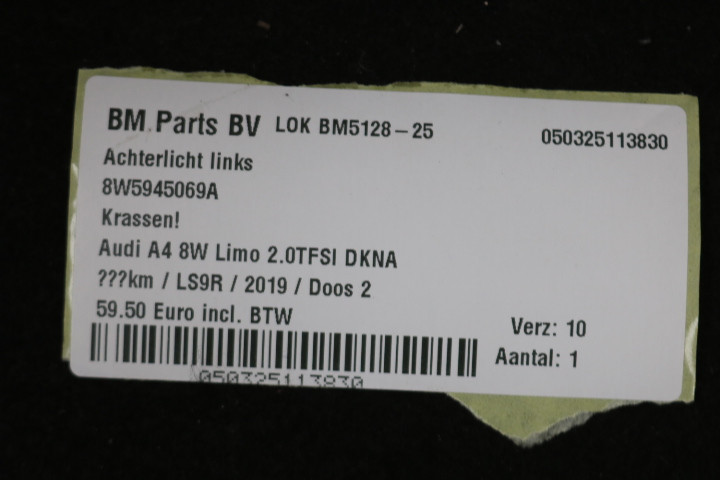 BM Parts BV LOK BM5128-25 050325113830
Achterlicht links
8W5945069A
Krassen!
Audi A4 8W Limo 2.0TFSI DKNA
???km / LS9R / 2019 / Doos 2
59.50 Euro incl. BTW
Verz: 10
Aantal: 1
050325113830